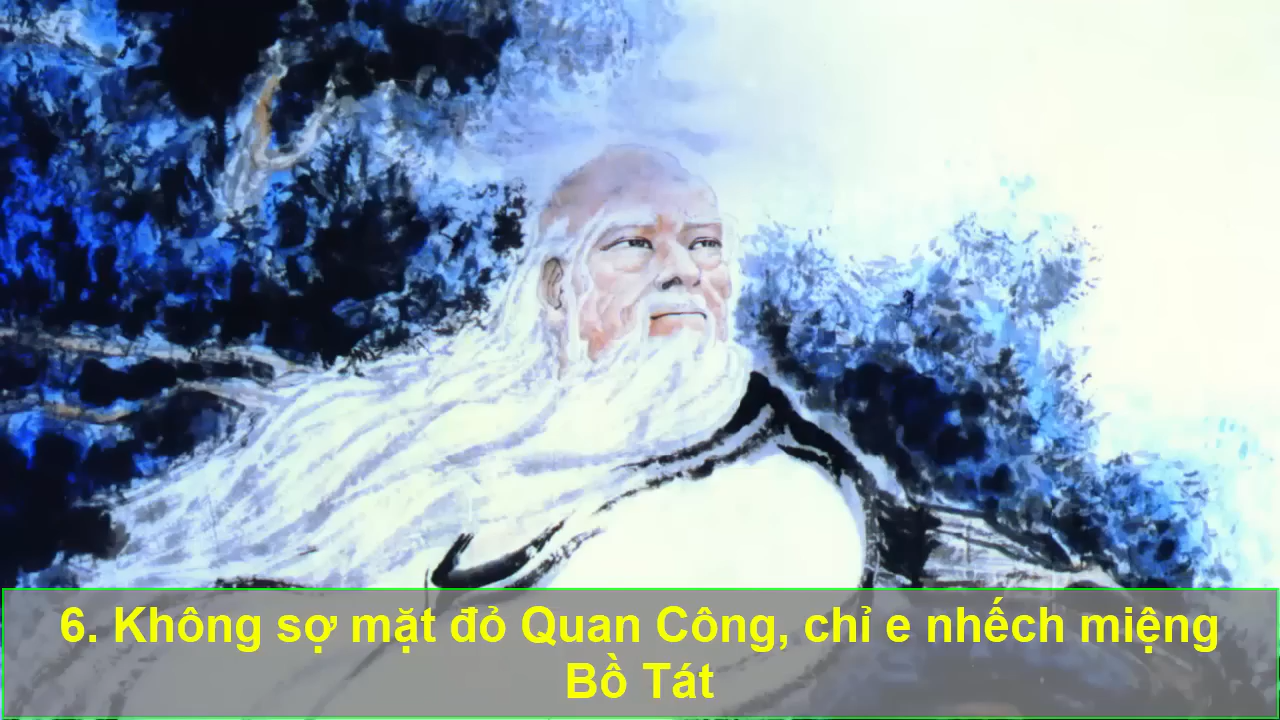 6. Không sợ mặt đỏ Quan Công, chỉ e nhếch miệng
Bồ Tát